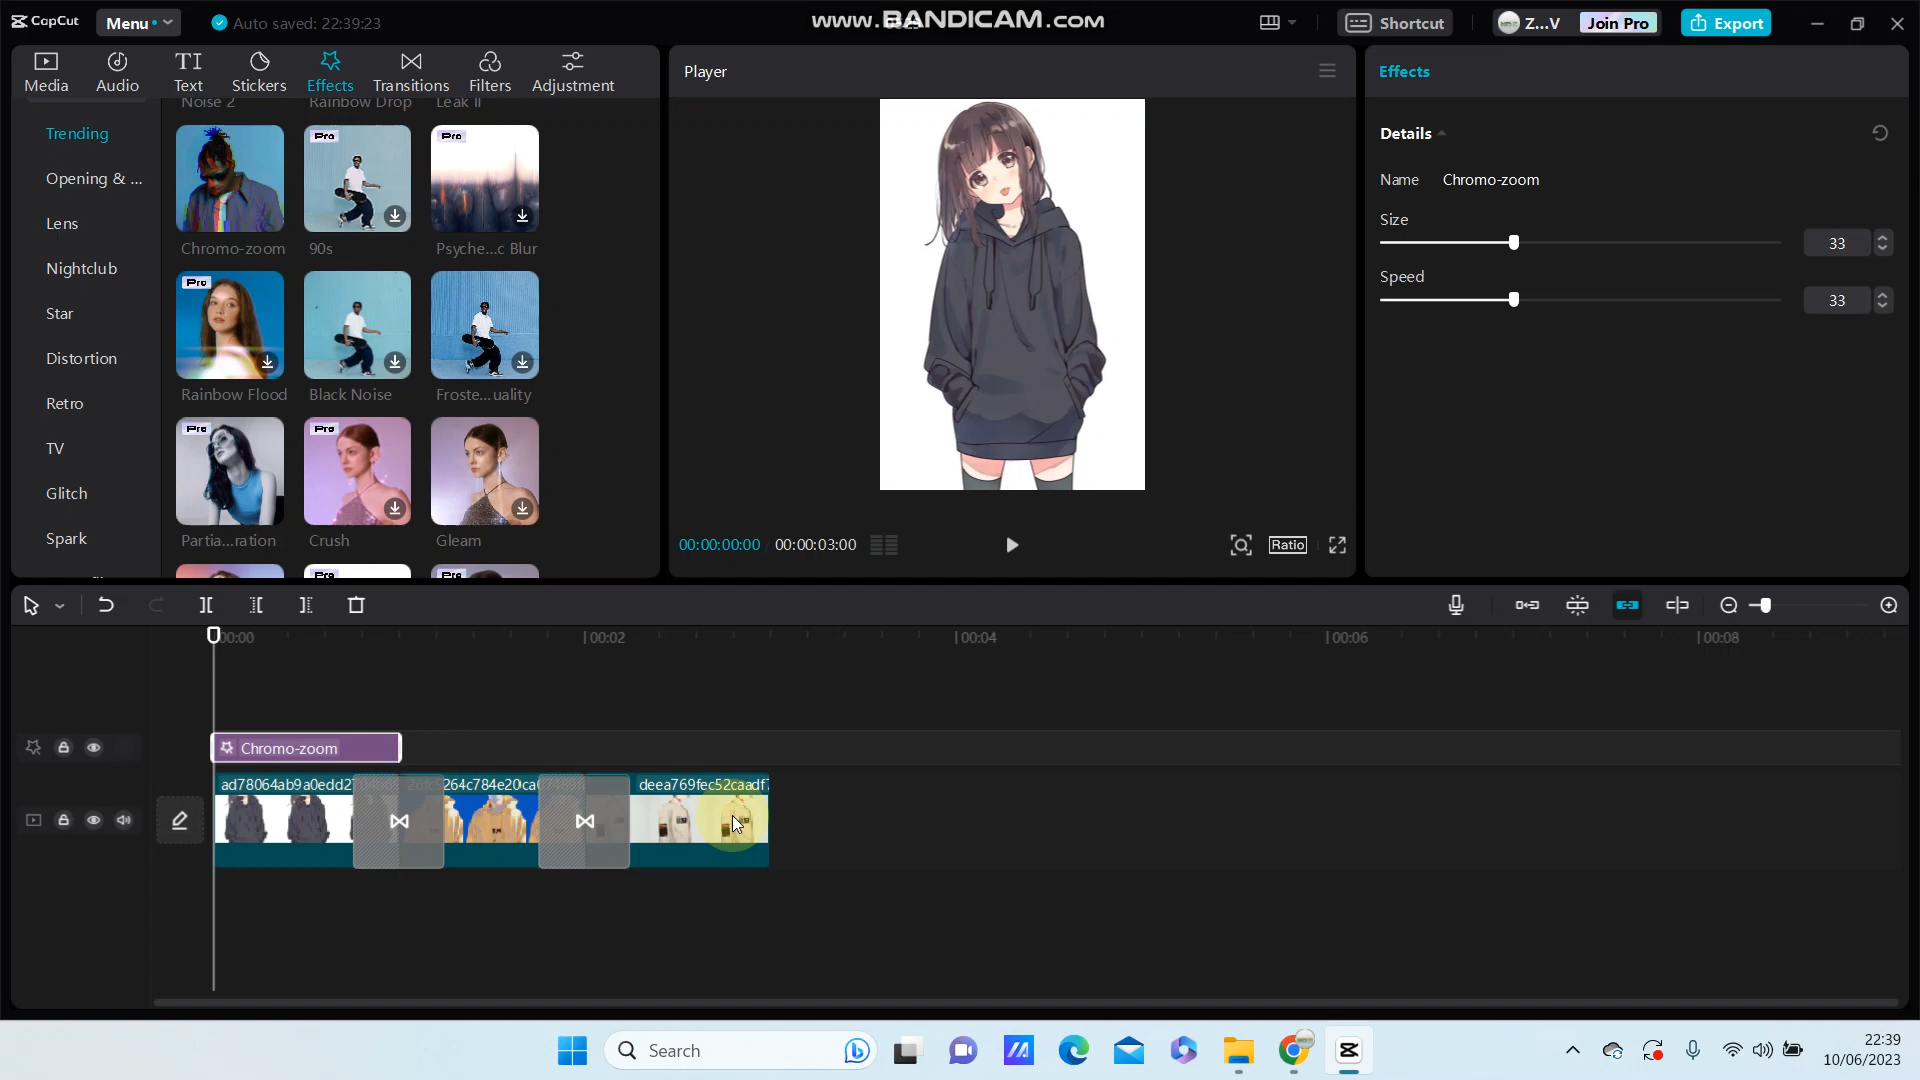 CapCut
Menu
Auto saved: 22:39:23
www.BANDICAM.com
Shortcut
Z...V
Join Pro
Export
Media
Audio
Text
Stickers
Effects
Transitions
Filters
Adjustment
Player
Effects
Noise 2
Rainbow Drop
Leak II
Trending
Opening & ...
Lens
Nightclub
Star
Distortion
Retro
TV
Glitch
Spark
Pro
Pro
Chromo-zoom
90s
Psyche...c Blur
Pro
Rainbow Flood
Black Noise
Froste...uality
Pro
Pro
Partia...ration
Crush
Gleam
Pro
Pro
Details
Name
Chromo-zoom
Size
33
Speed
33
00:00:00:00
00:00:03:00
Ratio
00:00
00:02
00:04
00:06
00:08
Chromo-zoom
deea769fec52caadf7
Search
22:39
10/06/2023